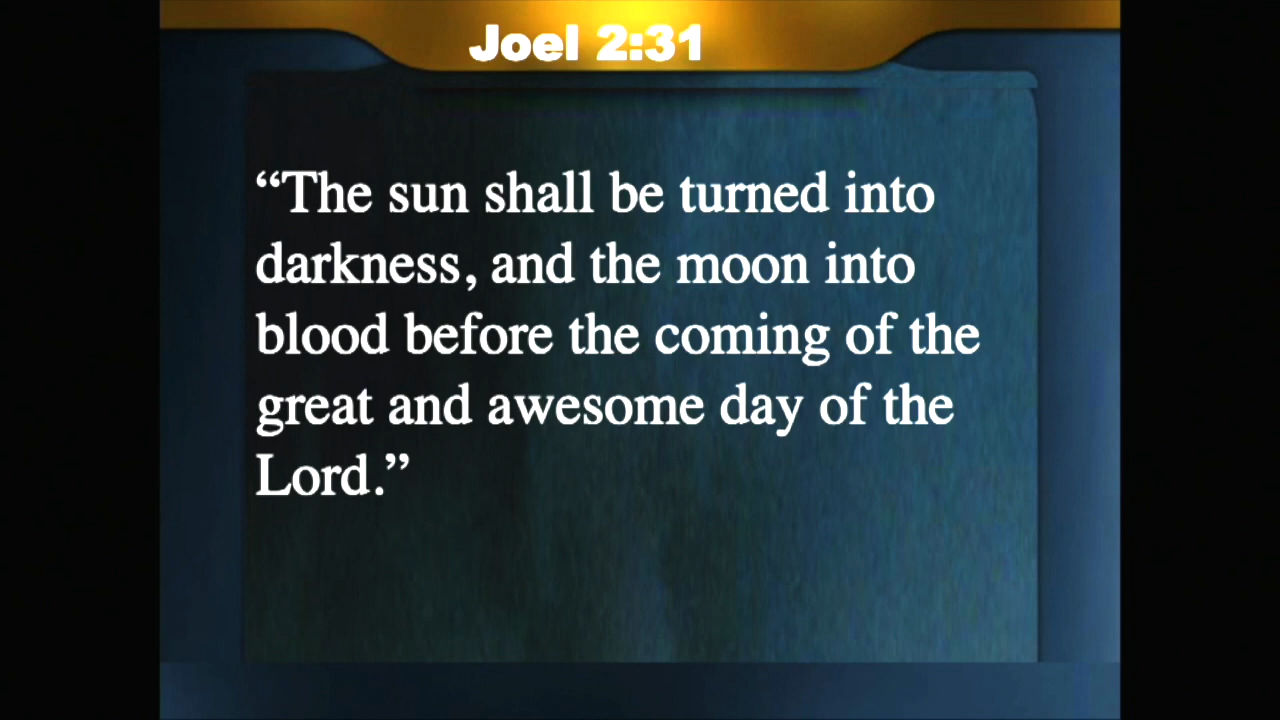 Joel 2:31
“The sun shall be turned into
darkness, and the moon into
blood before the coming of the
great and awesome day of the
Lord.”